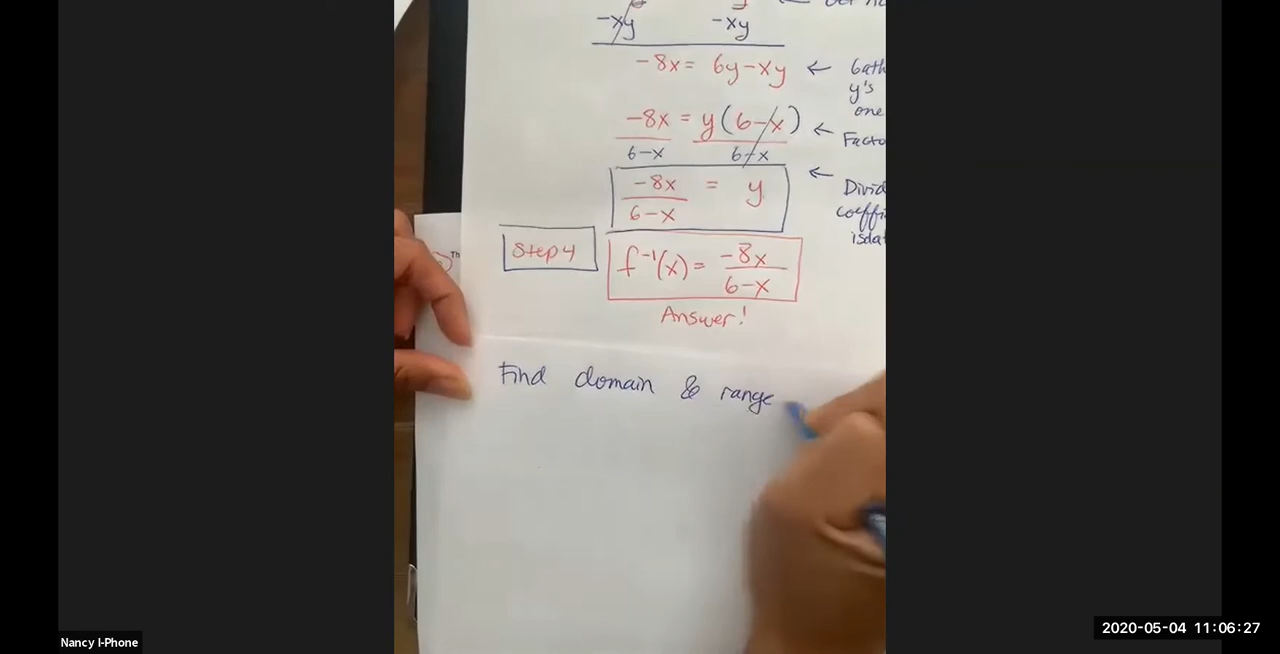 -xy -xy
-8x = 6y-xy ←
y's
one
-8x = y(6-x) ←
6-x 6-x
-8x = y ←
6-x
Step 4 f⁻¹(x) = -8x
6-x
Answer!
Find domain & range
Nancy I-Phone
2020-05-04 11:06:27